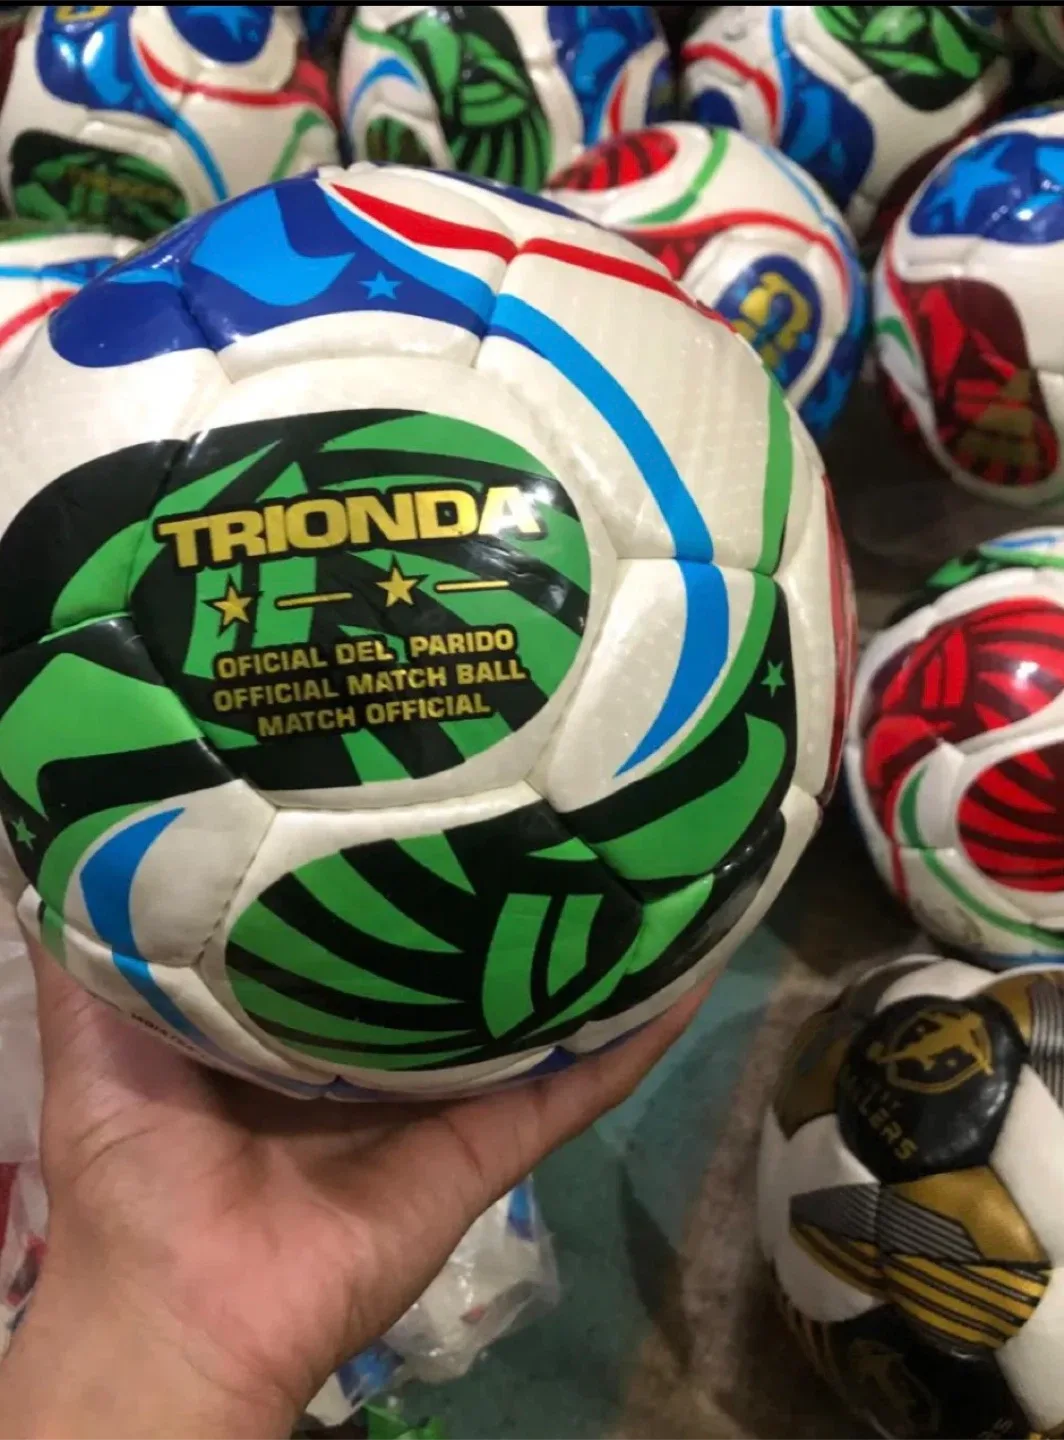 TRIONDA
OFICIAL DEL PARIDO
OFFICIAL MATCH BALL
MATCH OFFICIAL